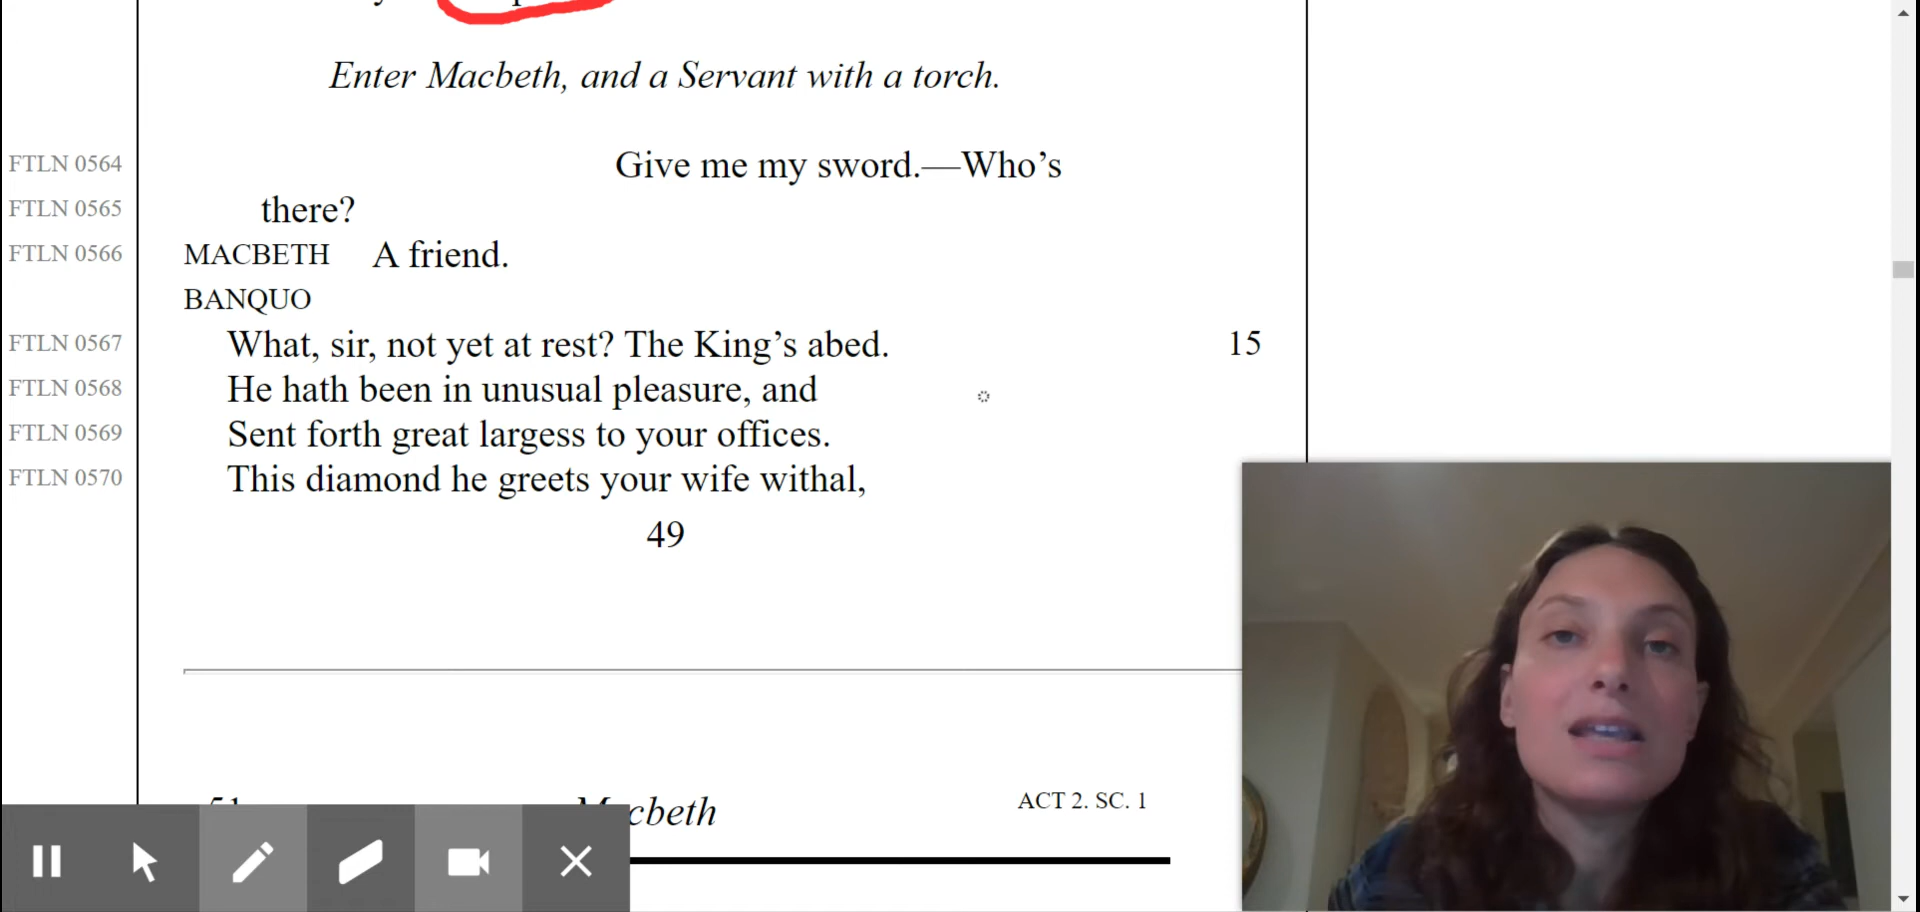 Enter Macbeth, and a Servant with a torch.
FTLN 0564 Give me my sword.—Who’s
FTLN 0565 there?
FTLN 0566 MACBETH A friend.
BANQUO
FTLN 0567 What, sir, not yet at rest? The King’s abed. 15
FTLN 0568 He hath been in unusual pleasure, and
FTLN 0569 Sent forth great largess to your offices.
FTLN 0570 This diamond he greets your wife withal,
49
51 Macbeth ACT 2. SC. 1